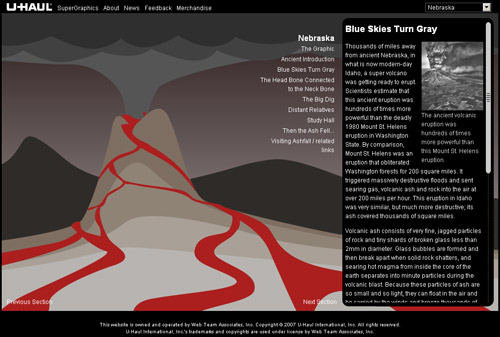 U-HAUL SuperGraphics About News Feedback Merchandise Nebraska
Nebraska
The Graphic
Ancient Introduction
Blue Skies Turn Gray
The Head Bone Connected
to the Neck Bone
The Big Dig
Distant Relatives
Study Hall
Then the Ash Fell...
Visiting Ashfall / related
links
Previous Section
Next Section
Blue Skies Turn Gray
Thousands of miles away
from ancient Nebraska, in
what is now modern-day
Idaho, a super volcano
was getting ready to erupt.
Scientists estimate that
this ancient eruption was
hundreds of times more
powerful than the deadly
1980 Mount St. Helens
eruption in Washington
State. By comparison,
Mount St. Helens was an
eruption that obliterated
Washington forests for 200 square miles. It
triggered massively destructive floods and sent
searing gas, volcanic ash and rock into the air at
over 200 miles per hour. This eruption in Idaho
was very similar, but much more destructive; its
ash covered thousands of square miles.
The ancient volcanic
eruption was
hundreds of times
more powerful than
this Mount St. Helens
eruption.
Volcanic ash consists of very fine, jagged particles
of rock and tiny shards of broken glass less than
2mm in diameter. Glass bubbles are formed and
then break apart when solid rock shatters, and
searing hot magma from inside the core of the
earth separates into minute particles during the
volcanic blast. Because these particles of ash are
so small and so light, they can float in the air and
be carried by the winds and breeze thousands of
This website is owned and operated by Web Team Associates, Inc. Copyright © 2007 U-Haul International, Inc. All rights reserved.
U-Haul International, Inc.'s trademarks and copyrights are used under license by Web Team Associates, Inc.